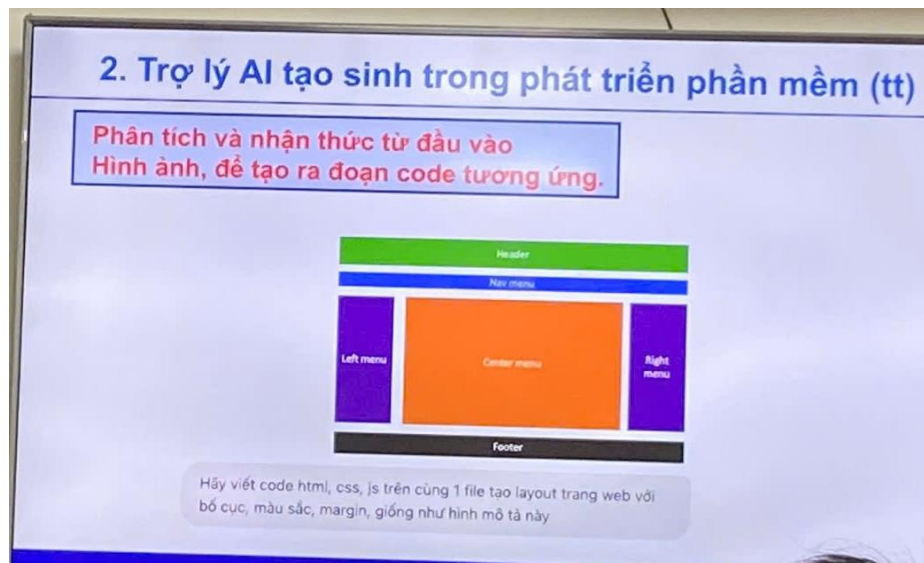 2. Trợ lý AI tạo sinh trong phát triển phần mềm (tt)
Phân tích và nhận thức từ đầu vào
Hình ảnh, để tạo ra đoạn code tương ứng.
Header
Nav menu
Left menu
Center menu
Right
menu
Footer
Hãy viết code html, css, js trên cùng 1 file tạo layout trang web với
bố cục, màu sắc, margin, giống như hình mô tả này